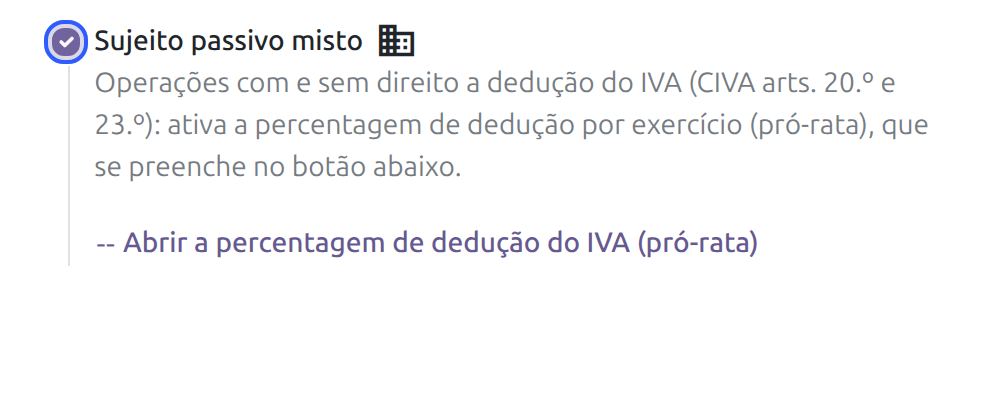 Sujeito passivo misto
Operações com e sem direito a dedução do IVA (CIVA arts. 20.º e
23.º): ativa a percentagem de dedução por exercício (pró-rata), que
se preenche no botão abaixo.
-- Abrir a percentagem de dedução do IVA (pró-rata)